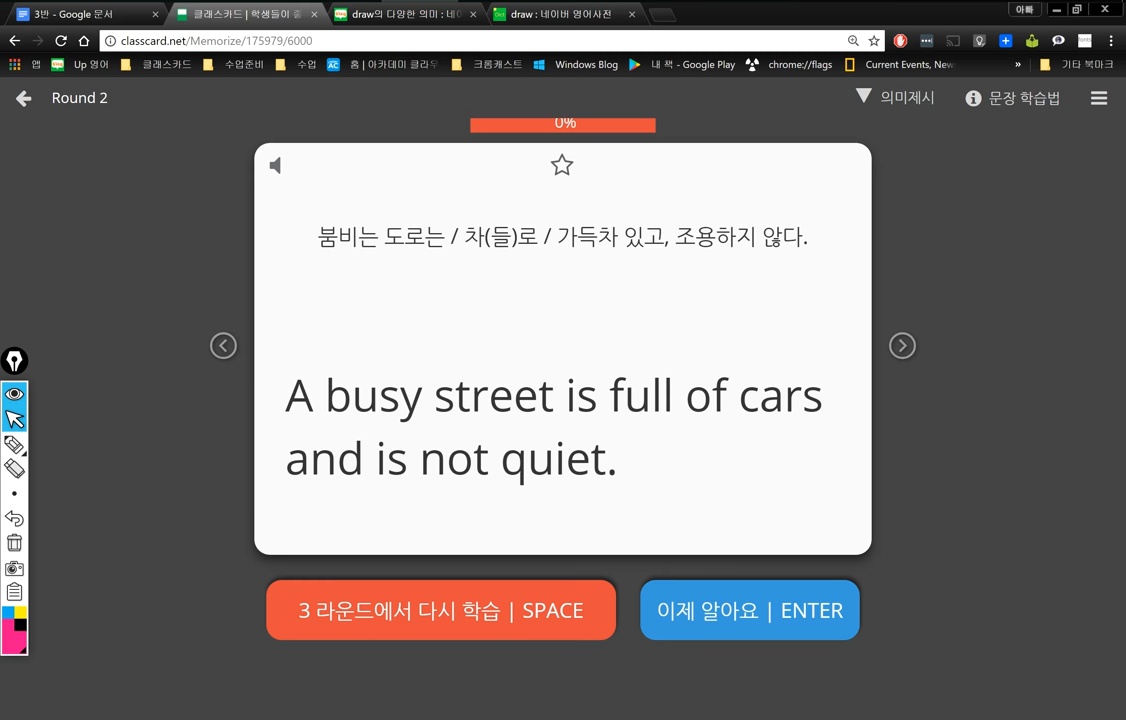 3반 - Google 문서
클래스카드 | 학생들이 즐
draw의 다양한 의미 : 네이
draw : 네이버 영어사전
아빠
classcard.net/Memorize/175979/6000
앱
Up 영어
클래스카드
수업준비
수업
홈 | 아카데미 클라우
크롬캐스트
Windows Blog
내 책 - Google Play
chrome://flags
Current Events, New
»
기타 북마크
Round 2
의미제시
문장 학습법
0%
붐비는 도로는 / 차(들)로 / 가득차 있고, 조용하지 않다.
A busy street is full of cars
and is not quiet.
3 라운드에서 다시 학습 | SPACE
이제 알아요 | ENTER